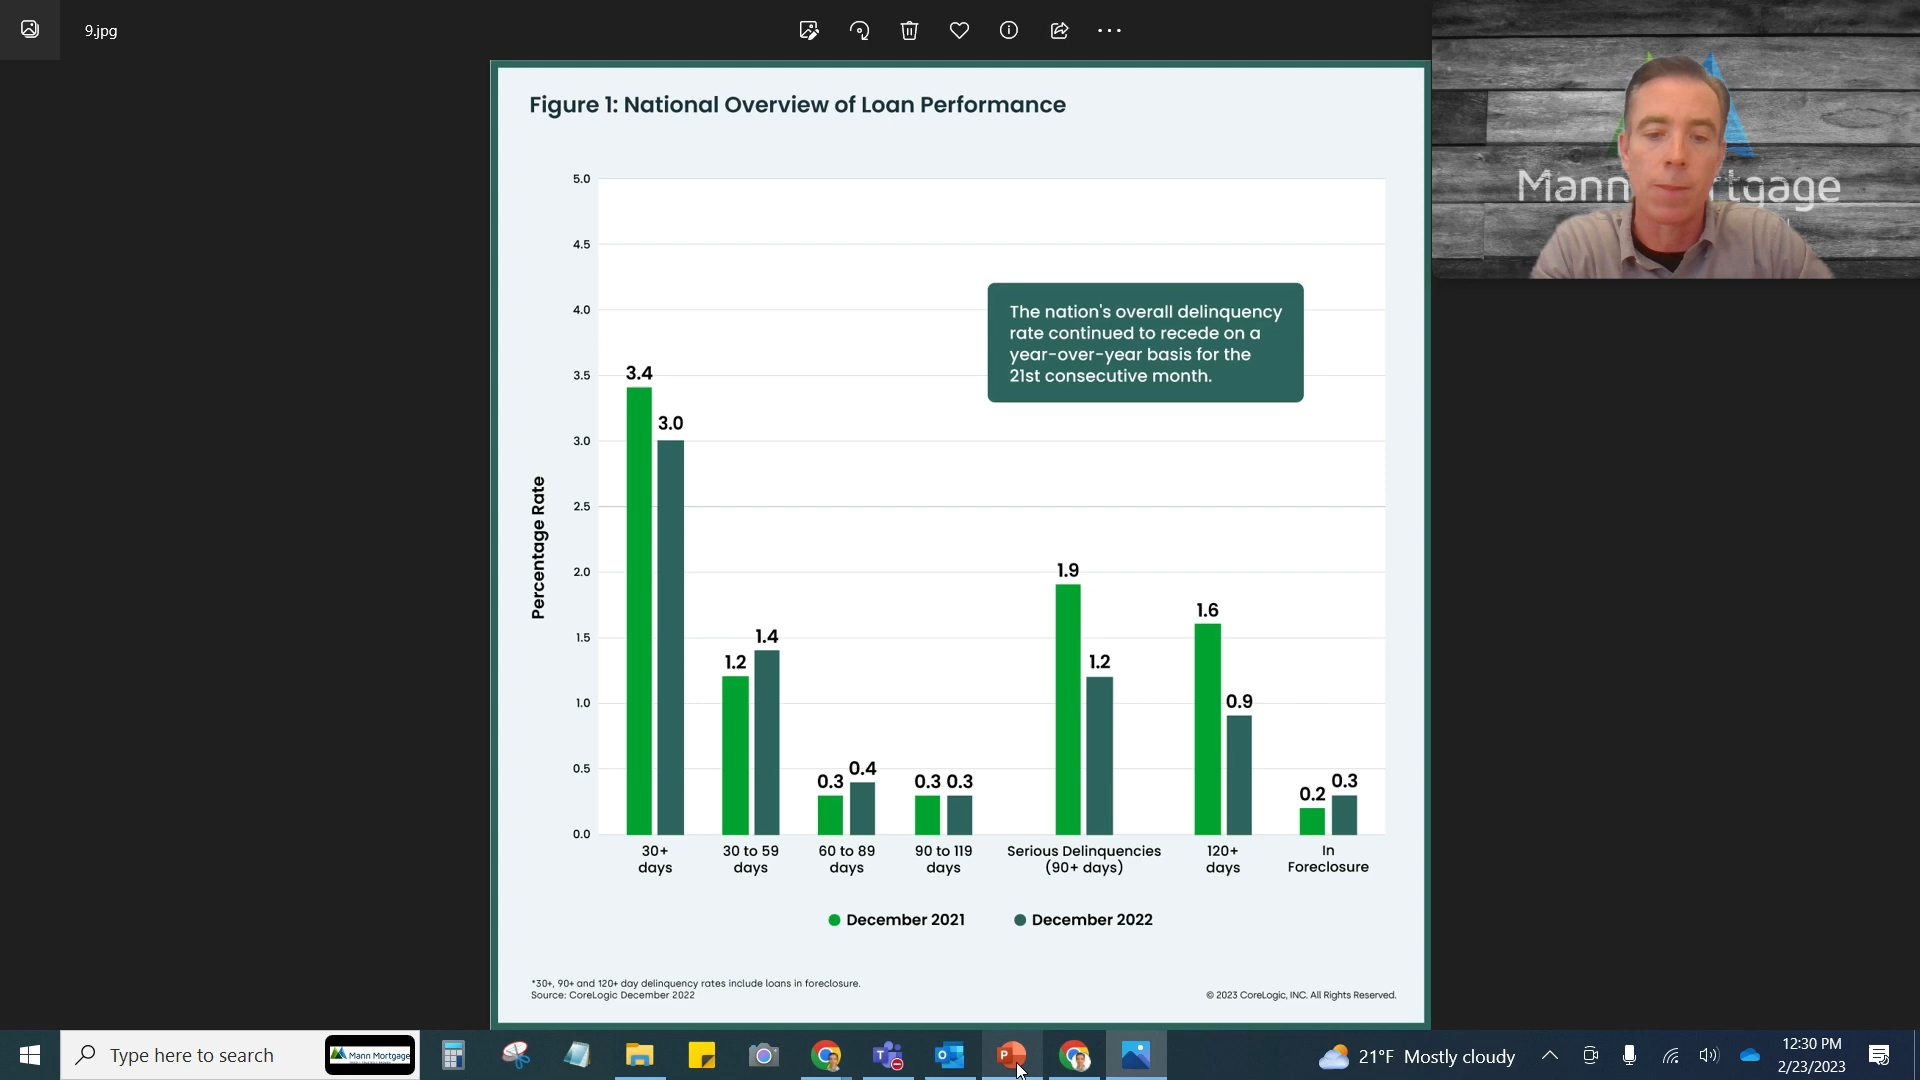 9.jpg
Figure 1: National Overview of Loan Performance
Mann Mortgage
5.0
4.5
4.0
3.5
3.0
2.5
2.0
1.5
1.0
0.5
0.0
Percentage Rate
The nation's overall delinquency
rate continued to recede on a
year-over-year basis for the
21st consecutive month.
3.4
3.0
1.2
1.4
0.3
0.4
0.3
0.3
1.9
1.2
1.6
0.9
0.2
0.3
30+
days
30 to 59
days
60 to 89
days
90 to 119
days
Serious Delinquencies
(90+ days)
120+
days
In
Foreclosure
December 2021
December 2022
*30+, 90+ and 120+ day delinquency rates include loans in foreclosure.
Source: CoreLogic December 2022
© 2023 CoreLogic, INC. All Rights Reserved.
Type here to search
Mann Mortgage
21°F Mostly cloudy
12:30 PM
2/23/2023